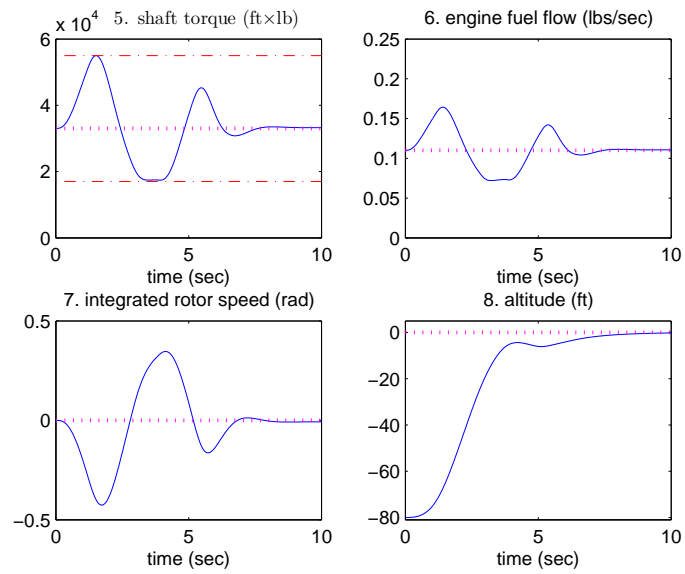 5. shaft torque (ft×lb)
x 10^4
6
4
2
0
0 5 10
time (sec)
6. engine fuel flow (lbs/sec)
0.25
0.2
0.15
0.1
0.05
0
0 5 10
time (sec)
7. integrated rotor speed (rad)
0.5
0
−0.5
0 5 10
time (sec)
8. altitude (ft)
0
−20
−40
−60
−80
0 5 10
time (sec)